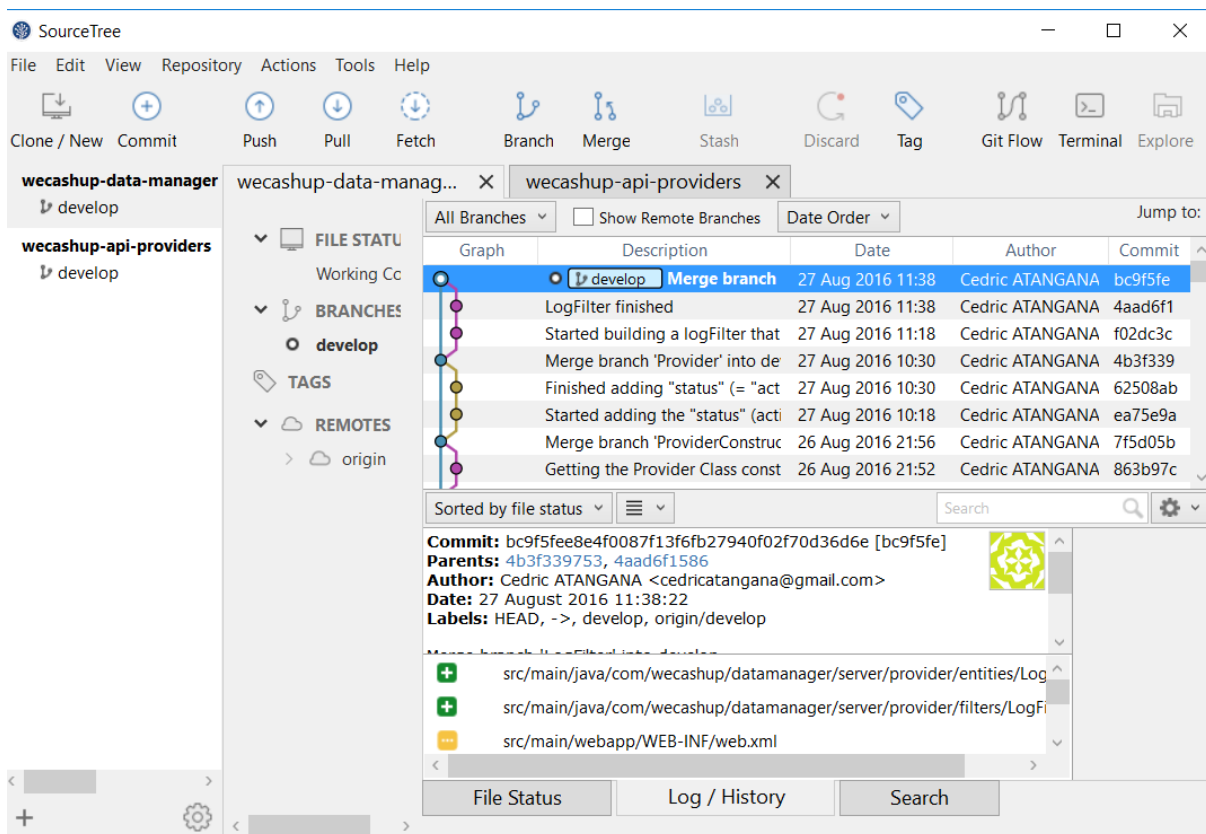 SourceTree
File Edit View Repository Actions Tools Help
Clone / New Commit Push Pull Fetch Branch Merge Stash Discard Tag Git Flow Terminal Explore
wecashup-data-manager
develop
wecashup-api-providers
develop
wecashup-data-manag... wecashup-api-providers
FILE STATU
Working Co
BRANCHES
develop
TAGS
REMOTES
origin
All Branches Show Remote Branches Date Order Jump to:
Graph Description Date Author Commit
develop Merge branch 27 Aug 2016 11:38 Cedric ATANGANA bc9f5fe
LogFilter finished 27 Aug 2016 11:38 Cedric ATANGANA 4aad6f1
Started building a logFilter that 27 Aug 2016 11:18 Cedric ATANGANA f02dc3c
Merge branch 'Provider' into de 27 Aug 2016 10:30 Cedric ATANGANA 4b3f339
Finished adding "status" (= "act 27 Aug 2016 10:30 Cedric ATANGANA 62508ab
Started adding the "status" (acti 27 Aug 2016 10:18 Cedric ATANGANA ea75e9a
Merge branch 'ProviderConstruc 26 Aug 2016 21:56 Cedric ATANGANA 7f5d05b
Getting the Provider Class const 26 Aug 2016 21:52 Cedric ATANGANA 863b97c
Sorted by file status Search
Commit: bc9f5fee8e4f0087f13f6fb27940f02f70d36d6e [bc9f5fe]
Parents: 4b3f339753, 4aad6f1586
Author: Cedric ATANGANA <cedricatangana@gmail.com>
Date: 27 August 2016 11:38:22
Labels: HEAD, ->, develop, origin/develop
Merge branch 'LogFilter' into develop
src/main/java/com/wecashup/datamanager/server/provider/entities/Log
src/main/java/com/wecashup/datamanager/server/provider/filters/LogFi
src/main/webapp/WEB-INF/web.xml
File Status Log / History Search